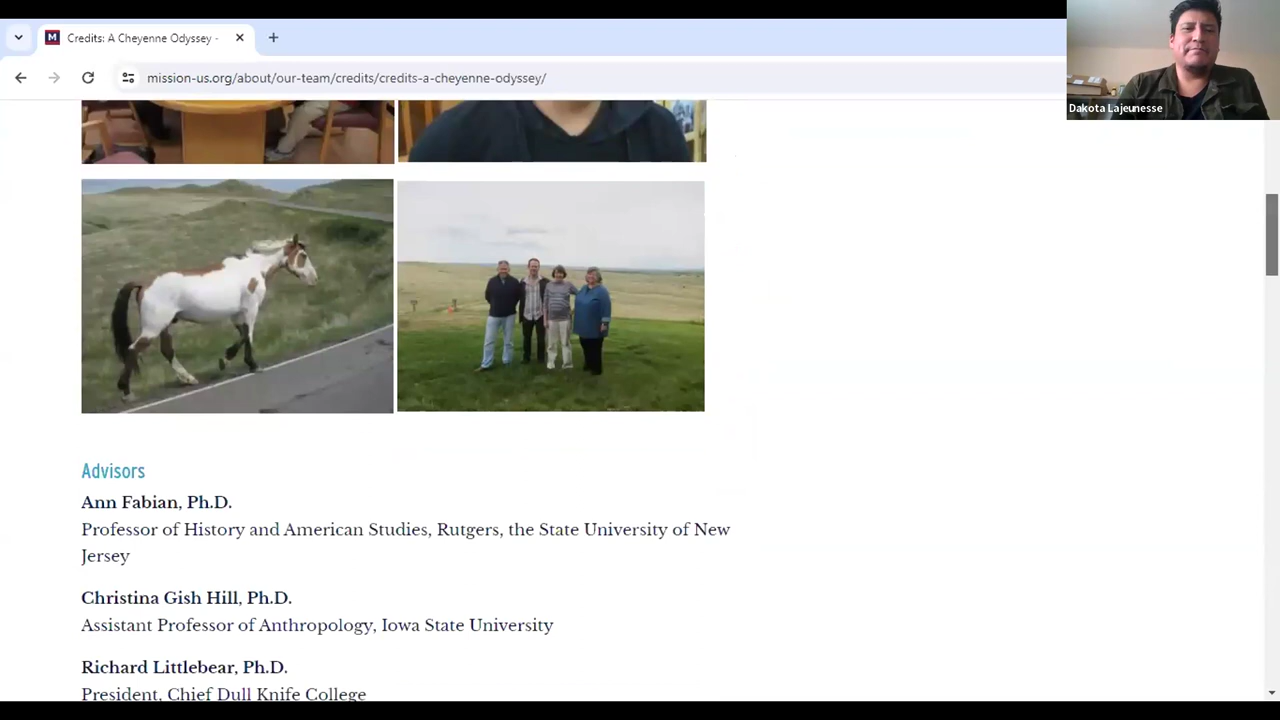 Credits: A Cheyenne Odyssey -
mission-us.org/about/our-team/credits/credits-a-cheyenne-odyssey/
Dakota Lajeunesse
Advisors
Ann Fabian, Ph.D.
Professor of History and American Studies, Rutgers, the State University of New
Jersey
Christina Gish Hill, Ph.D.
Assistant Professor of Anthropology, Iowa State University
Richard Littlebear, Ph.D.
President, Chief Dull Knife College